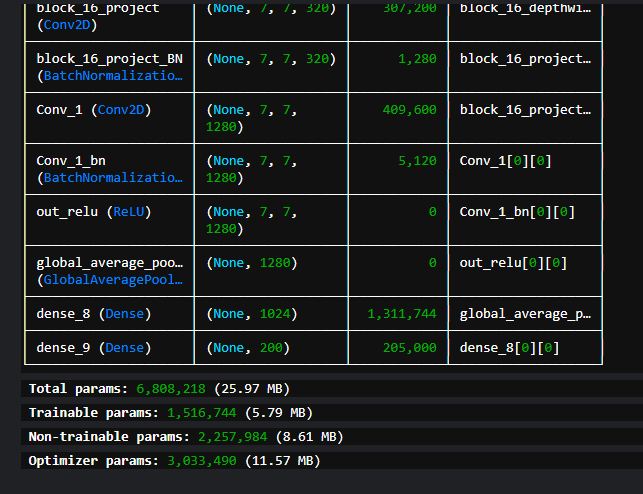 block_16_project (None, 7, 7, 320) 307,200 block_16_depthwi…
(Conv2D)
block_16_project_BN (None, 7, 7, 320) 1,280 block_16_project…
(BatchNormalizatio…
Conv_1 (Conv2D) (None, 7, 7, 409,600 block_16_project…
1280)
Conv_1_bn (None, 7, 7, 5,120 Conv_1[0][0]
(BatchNormalizatio… 1280)
out_relu (ReLU) (None, 7, 7, 0 Conv_1_bn[0][0]
1280)
global_average_poo… (None, 1280) 0 out_relu[0][0]
(GlobalAveragePool…
dense_8 (Dense) (None, 1024) 1,311,744 global_average_p…
dense_9 (Dense) (None, 200) 205,000 dense_8[0][0]
Total params: 6,808,218 (25.97 MB)
Trainable params: 1,516,744 (5.79 MB)
Non-trainable params: 2,257,984 (8.61 MB)
Optimizer params: 3,033,490 (11.57 MB)